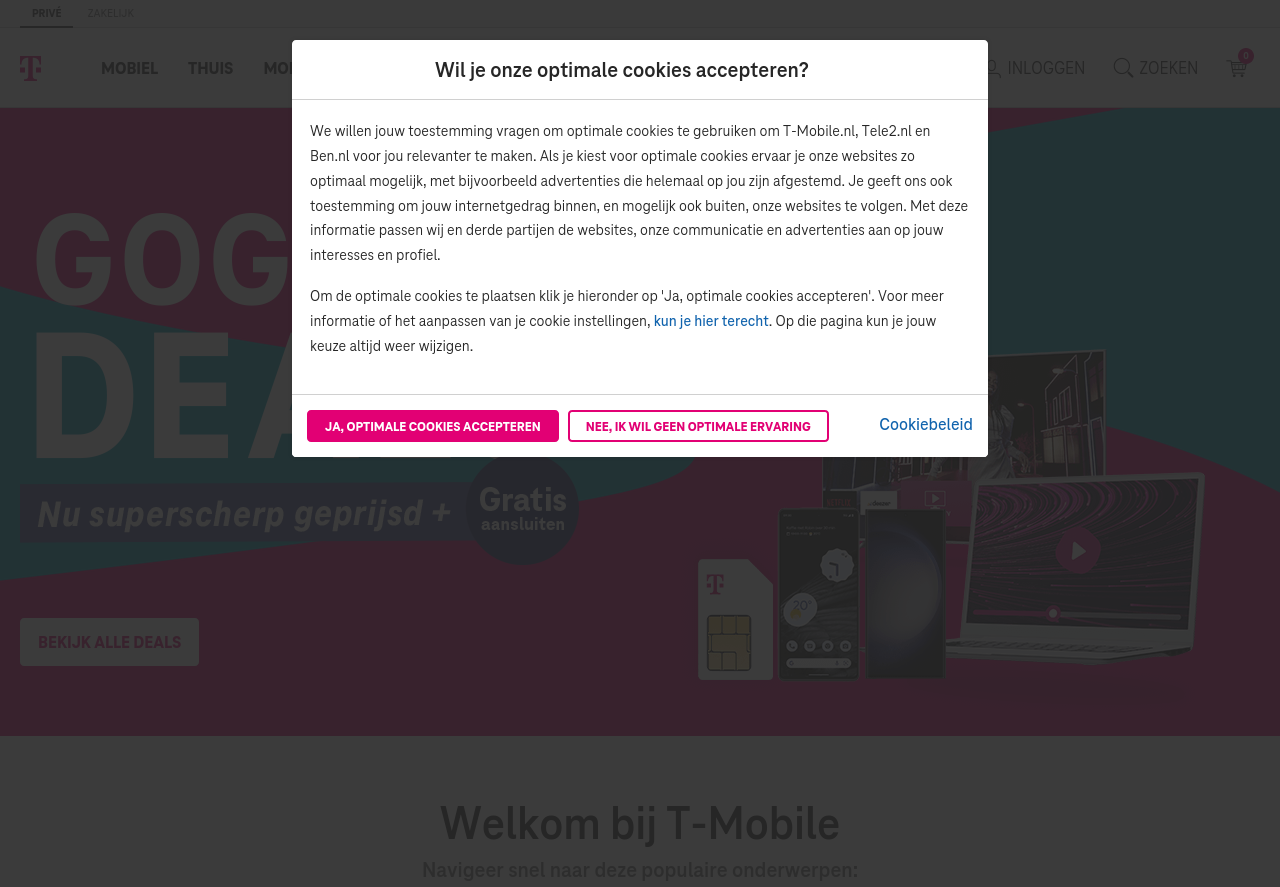 PRIVÉ ZAKELIJK
MOBIEL THUIS
INLOGGEN ZOEKEN 0
Wil je onze optimale cookies accepteren?
We willen jouw toestemming vragen om optimale cookies te gebruiken om T-Mobile.nl, Tele2.nl en
Ben.nl voor jou relevanter te maken. Als je kiest voor optimale cookies ervaar je onze websites zo
optimaal mogelijk, met bijvoorbeeld advertenties die helemaal op jou zijn afgestemd. Je geeft ons ook
toestemming om jouw internetgedrag binnen, en mogelijk ook buiten, onze websites te volgen. Met deze
informatie passen wij en derde partijen de websites, onze communicatie en advertenties aan op jouw
interesses en profiel.
Om de optimale cookies te plaatsen klik je hieronder op 'Ja, optimale cookies accepteren'. Voor meer
informatie of het aanpassen van je cookie instellingen, kun je hier terecht. Op die pagina kun je jouw
keuze altijd weer wijzigen.
JA, OPTIMALE COOKIES ACCEPTEREN NEE, IK WIL GEEN OPTIMALE ERVARING Cookiebeleid
Nu superscherp geprijsd +
Gratis
aansluiten
T
20°
BEKIJK ALLE DEALS
Welkom bij T-Mobile
Navigeer snel naar deze populaire onderwerpen: